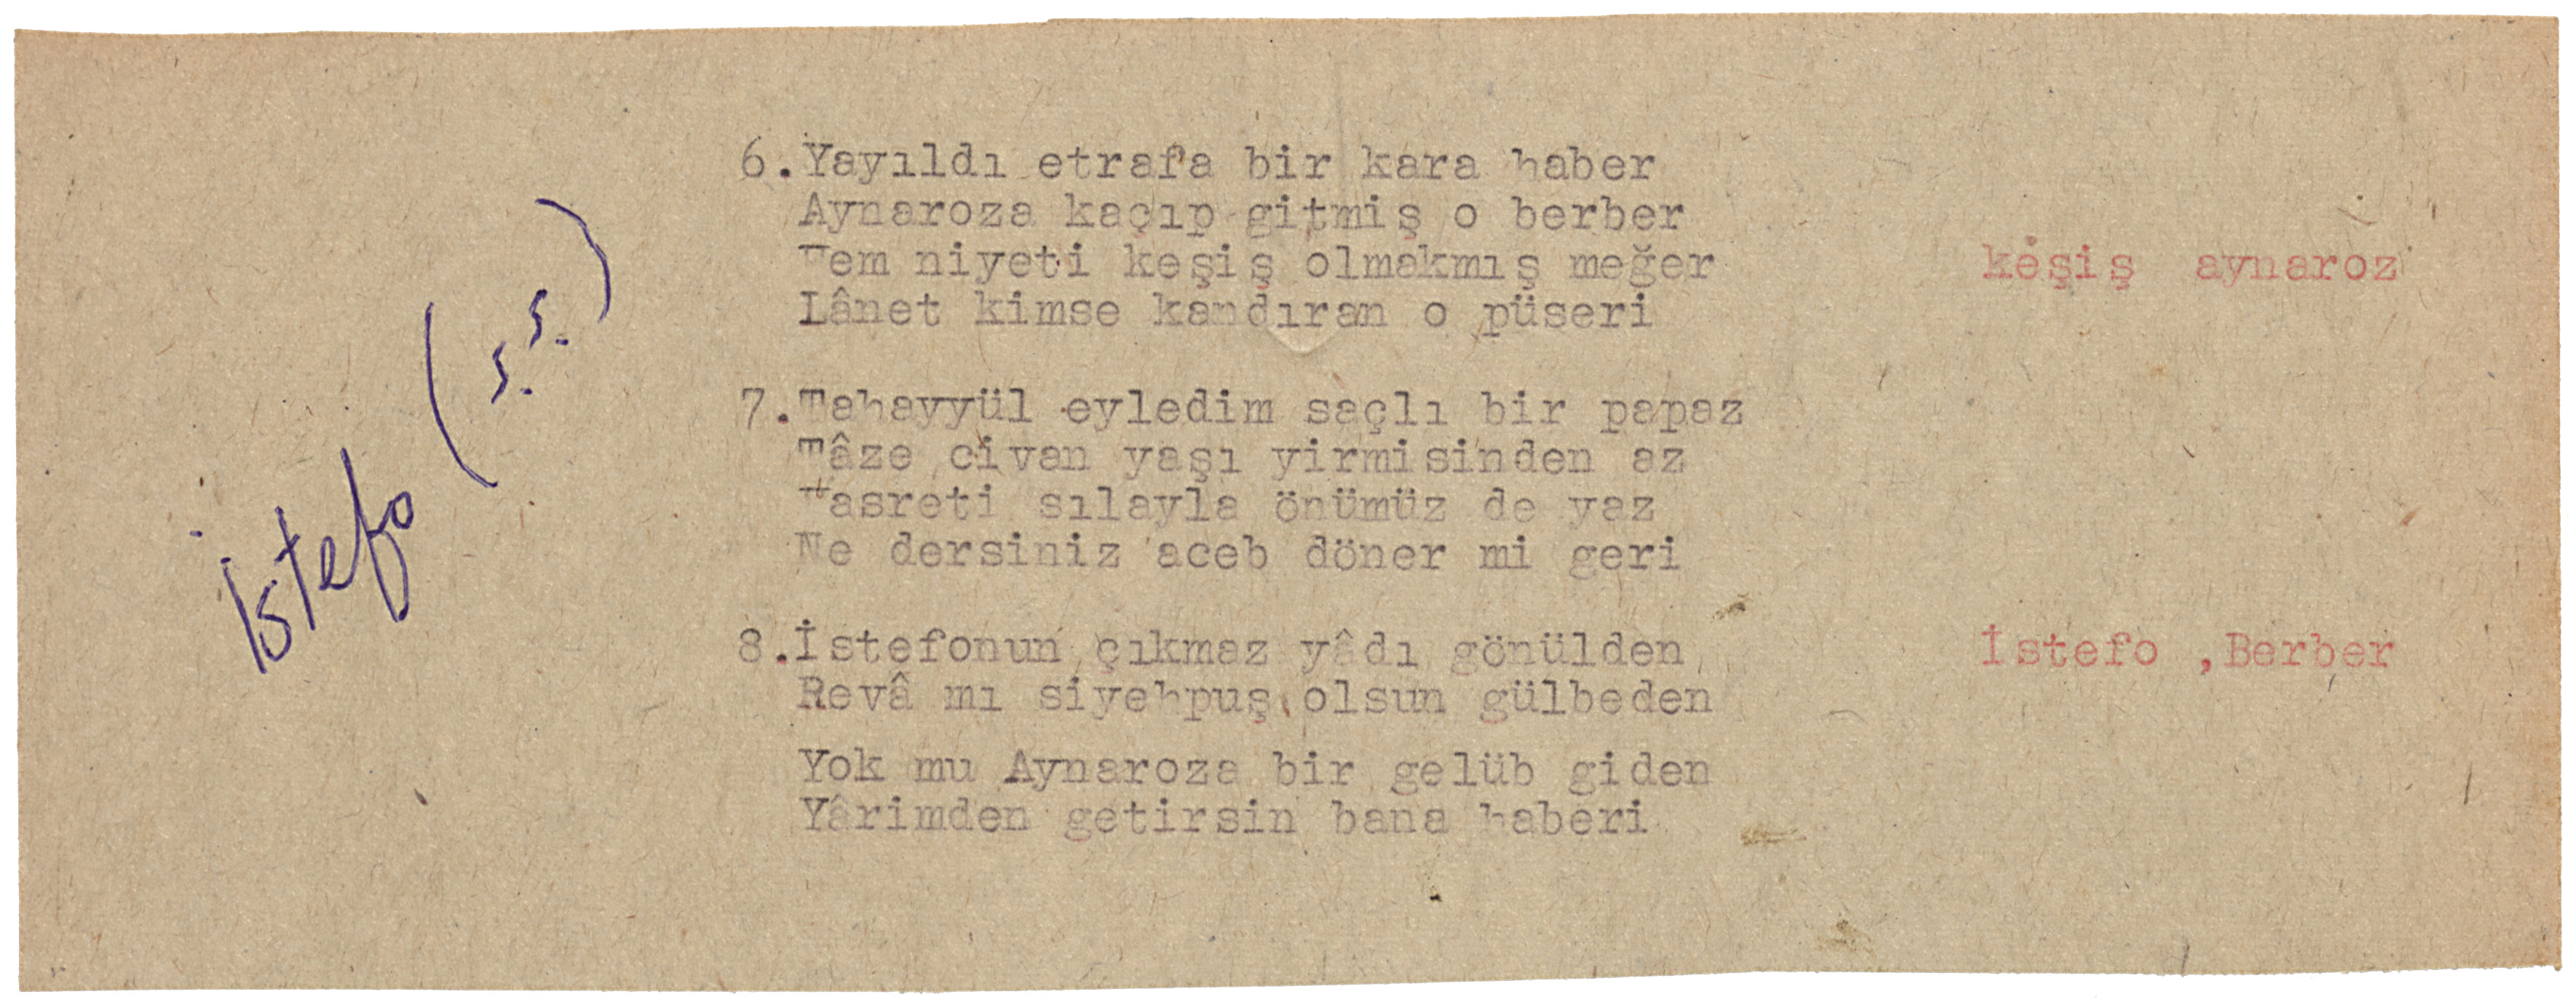 İstefo (s.s.)
6.Yayıldı etrafa bir kara haber
Aynaroza kaçıp gitmiş o berber
Hem niyeti keşiş olmakmış meğer keşiş aynaroz
Lânet kimse kandıran o püseri
7.Tahayyül eyledim saçlı bir papaz
Tâze civan yaşı yirmisinden az
Hasreti sılayla önümüz de yaz
Ne dersiniz aceb döner mi geri
8.İstefonun çıkmaz yâdı gönülden İstefo ,Berber
Revâ mı siyehpuş olsun gülbeden
Yok mu Aynaroza bir gelüb giden
Yârimden getirsin bana haberi